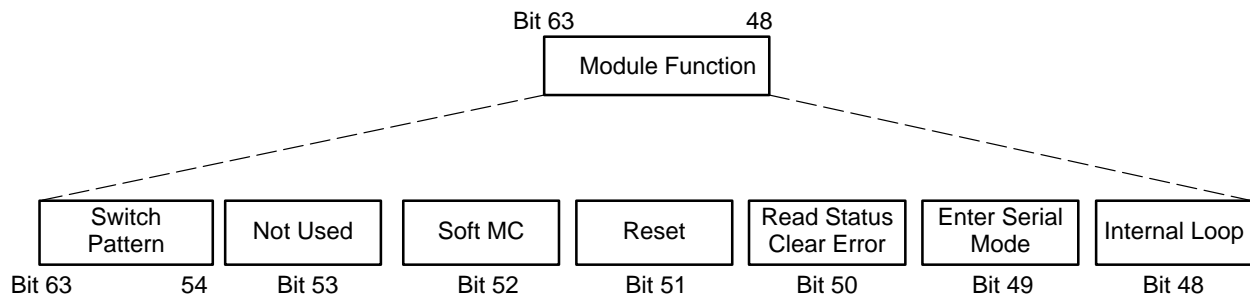 Bit 63 48
Module Function
Switch Pattern
Not Used
Soft MC
Reset
Read Status Clear Error
Enter Serial Mode
Internal Loop
Bit 63 54
Bit 53
Bit 52
Bit 51
Bit 50
Bit 49
Bit 48